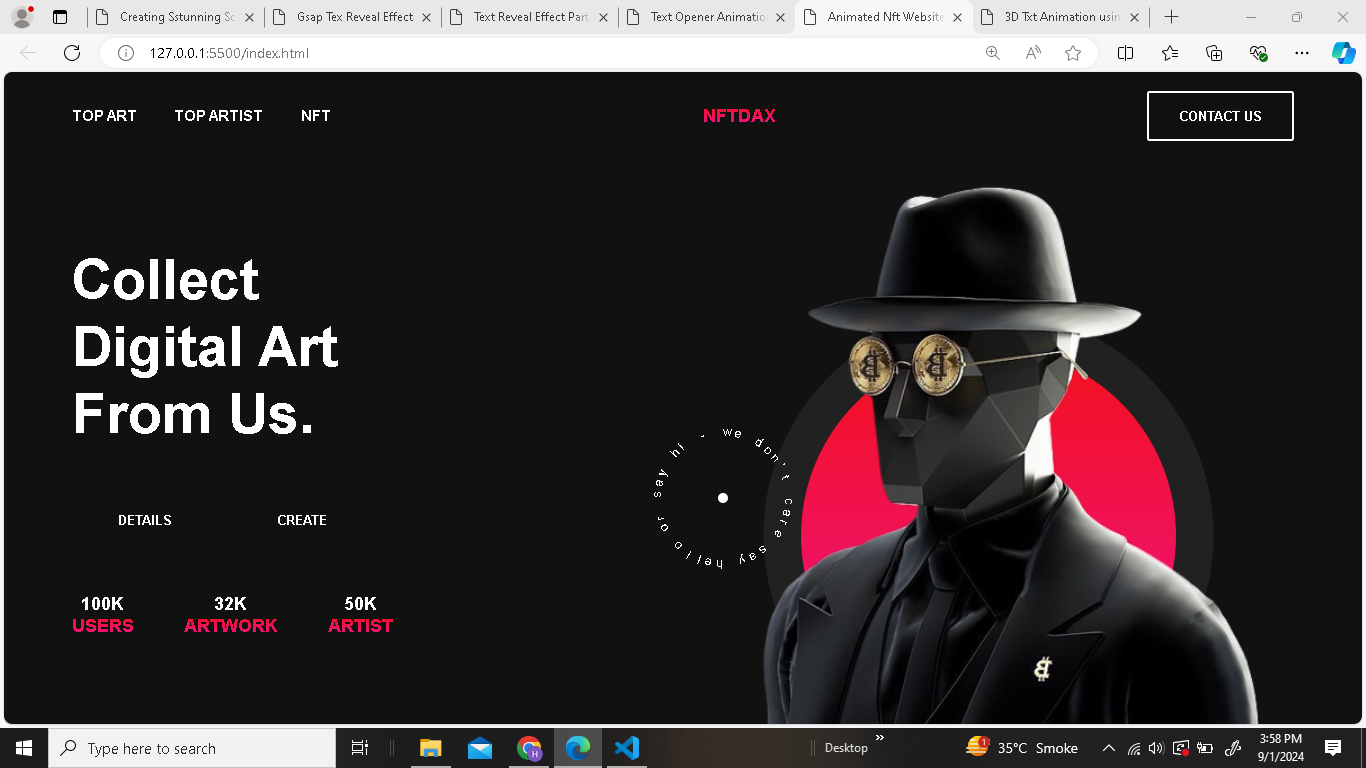 Creating Sstunning Sc
Gsap Tex Reveal Effect
Text Reveal Effect Part
Text Opener Animatio
Animated Nft Website
3D Txt Animation usin
127.0.0.1:5500/index.html
TOP ART
TOP ARTIST
NFT
NFTDAX
CONTACT US
Collect
Digital Art
From Us.
we don't care say hello or say hi -
DETAILS
CREATE
100K
USERS
32K
ARTWORK
50K
ARTIST
Type here to search
Desktop
1
35°C Smoke
3:58 PM
9/1/2024